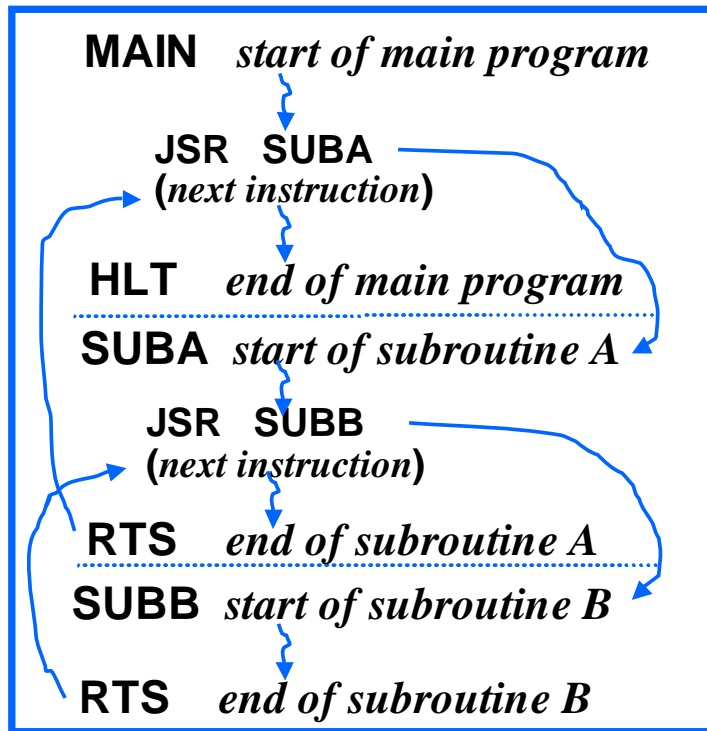 MAIN start of main program
JSR SUBA
(next instruction)
HLT end of main program
SUBA start of subroutine A
JSR SUBB
(next instruction)
RTS end of subroutine A
SUBB start of subroutine B
RTS end of subroutine B